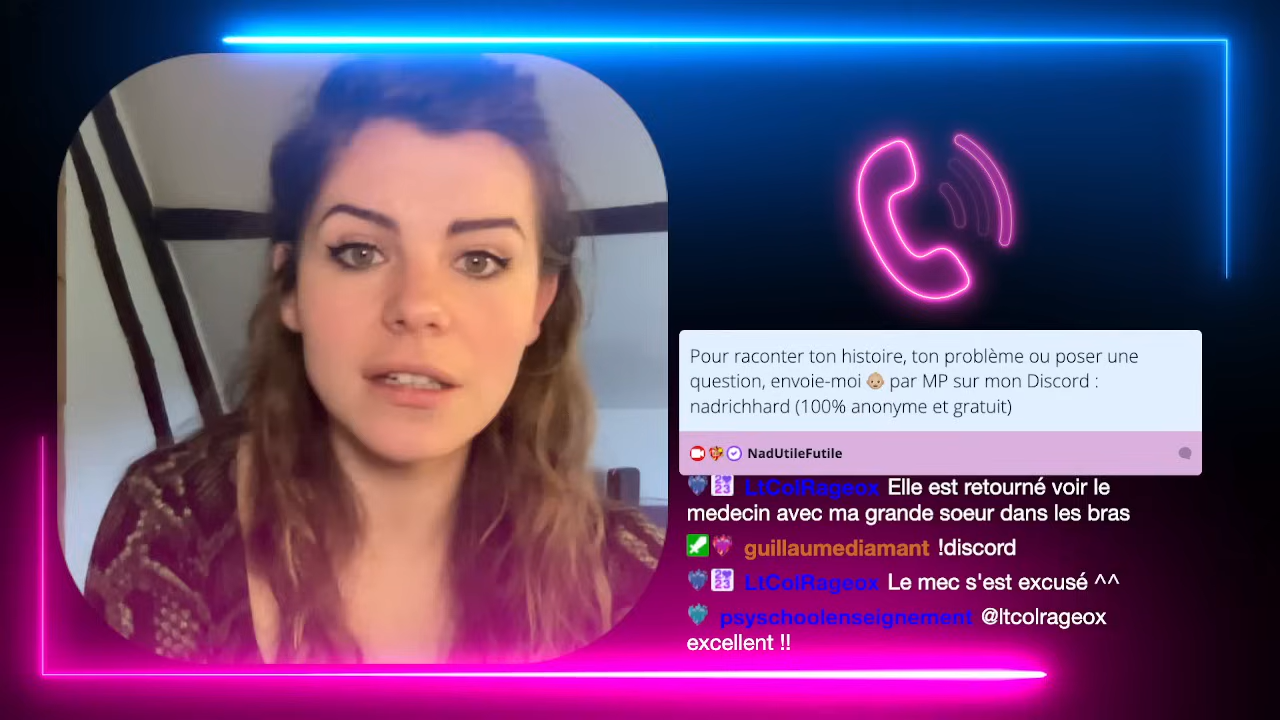 Pour raconter ton histoire, ton problème ou poser une
question, envoie-moi par MP sur mon Discord :
nadrichhard (100% anonyme et gratuit)
NadUtileFutile
LtColRageox Elle est retourné voir le
medecin avec ma grande soeur dans les bras
guillaumediamant !discord
LtColRageox Le mec s'est excusé ^^
psyschoolenseignement @ltcolrageox
excellent !!